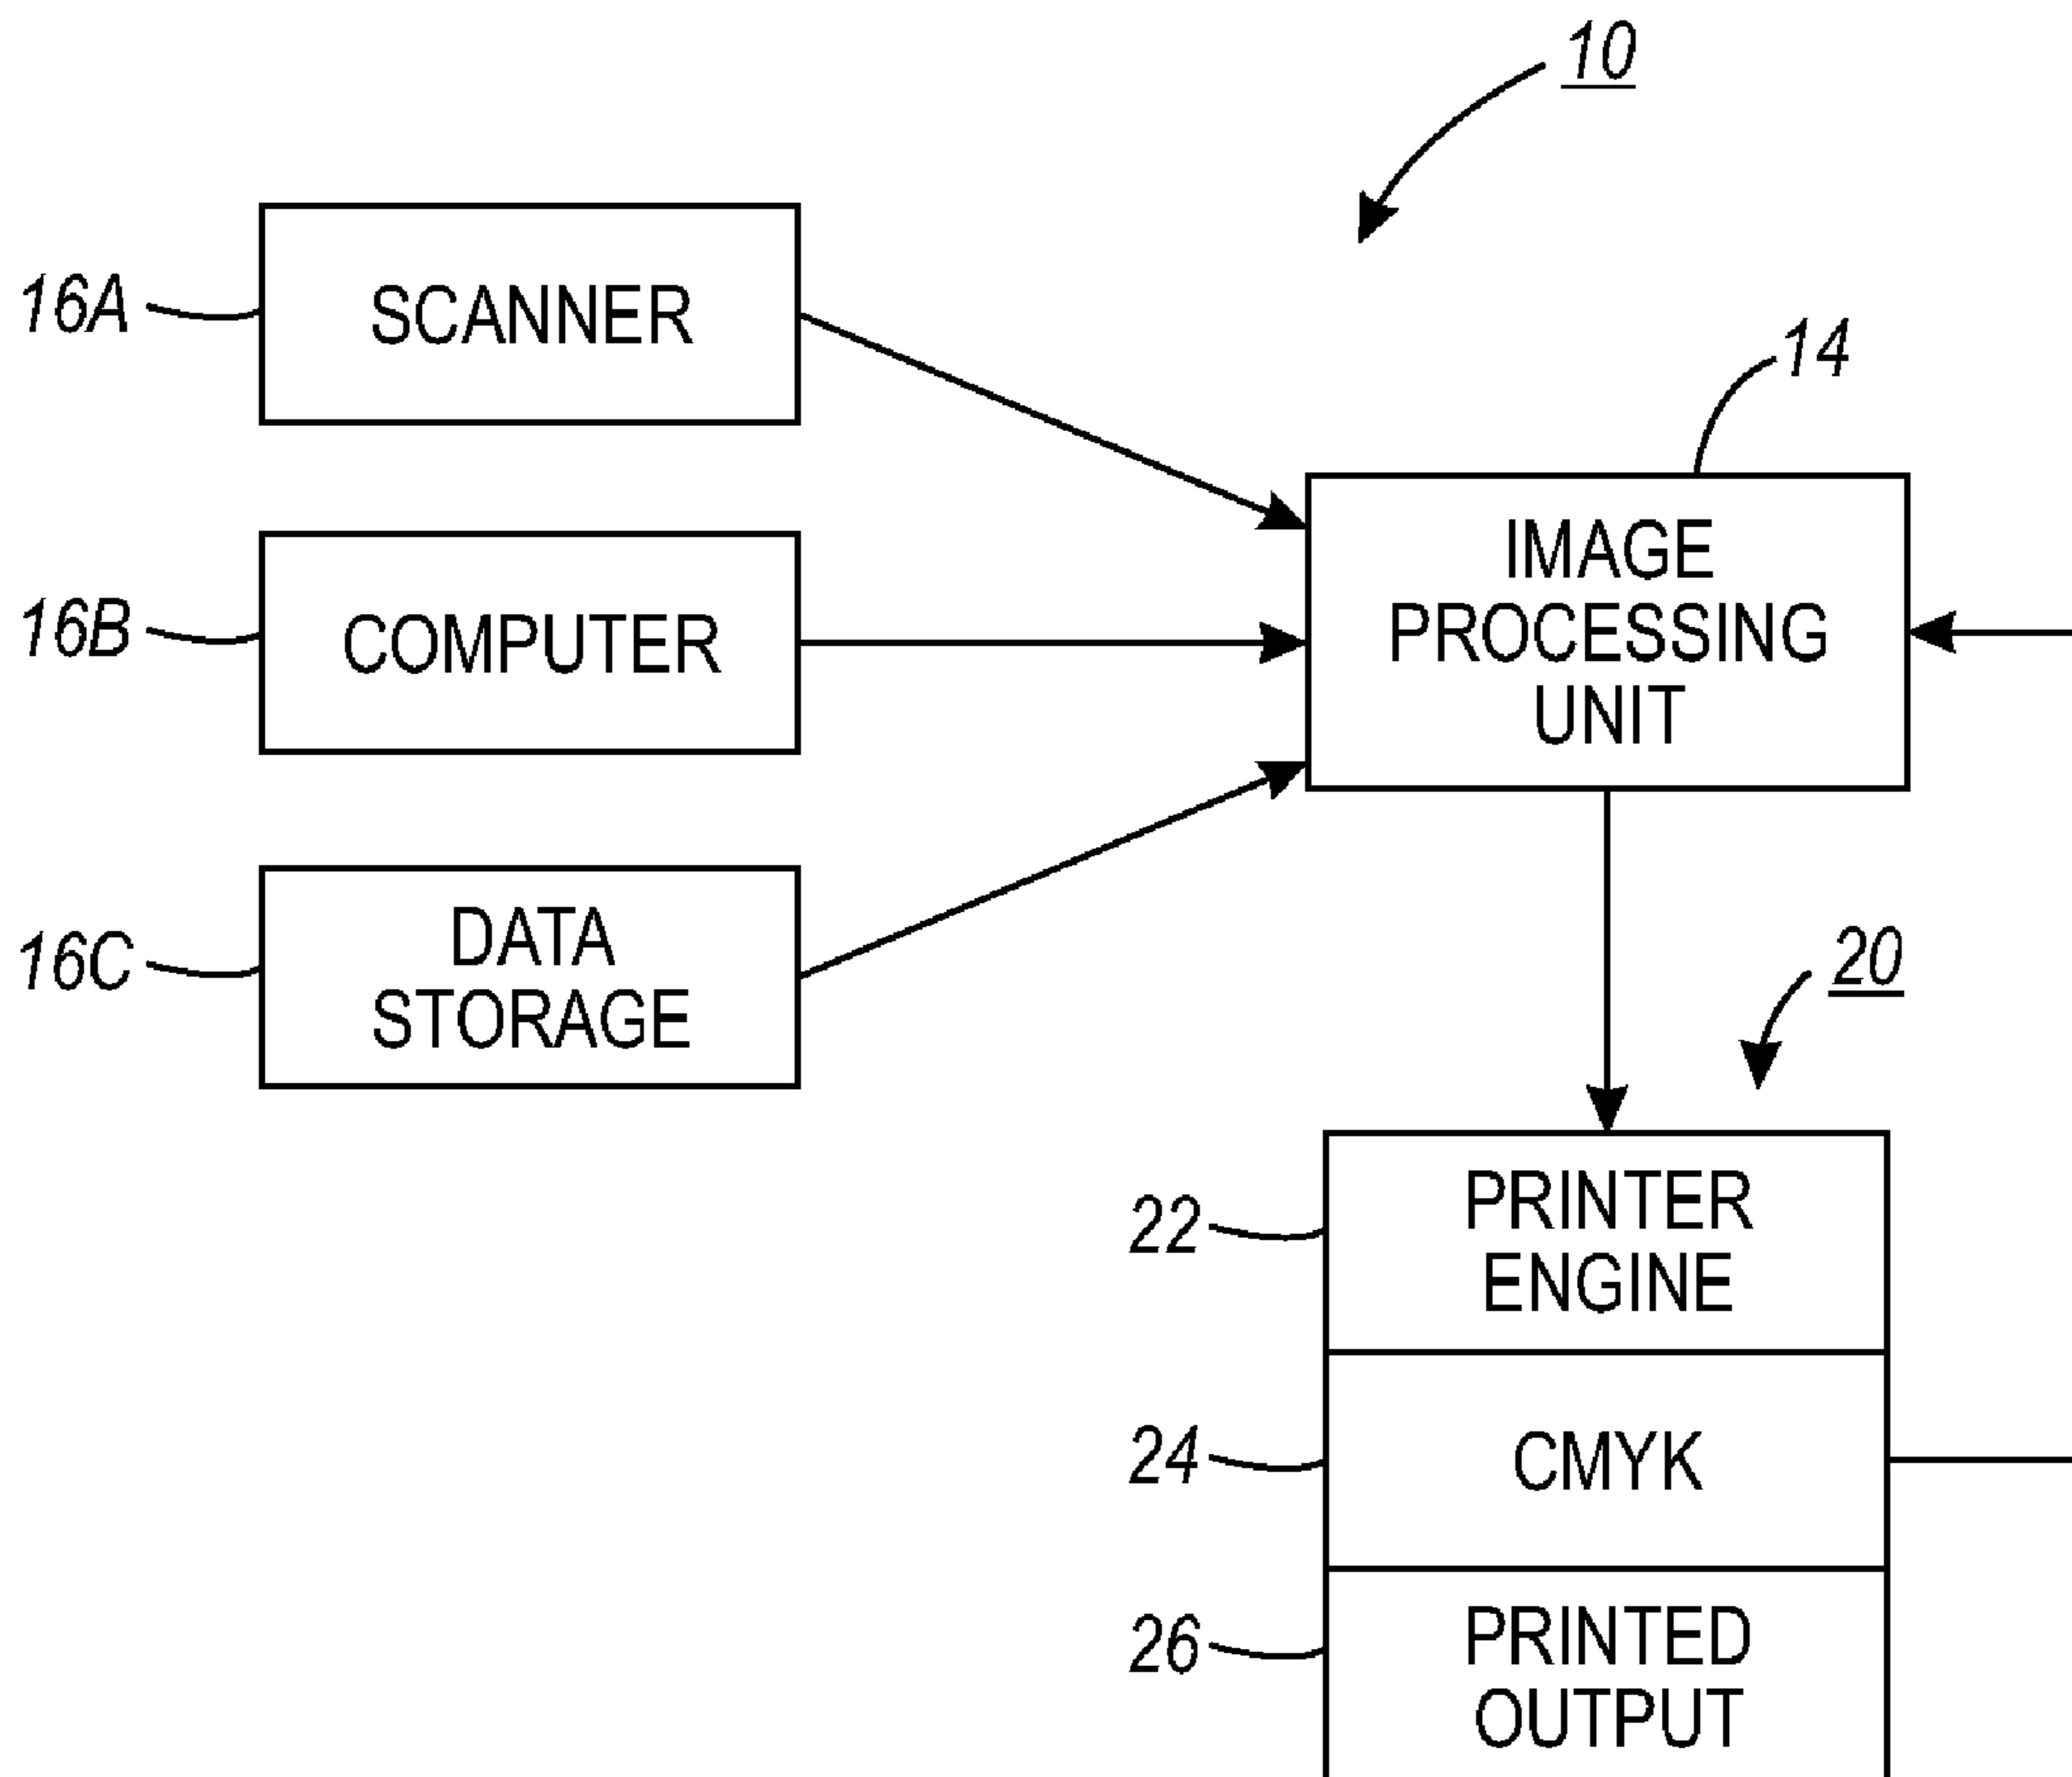 10
16A
SCANNER
14
IMAGE
PROCESSING
UNIT
16B
COMPUTER
16C
DATA
STORAGE
20
22
PRINTER
ENGINE
24
CMYK
26
PRINTED
OUTPUT